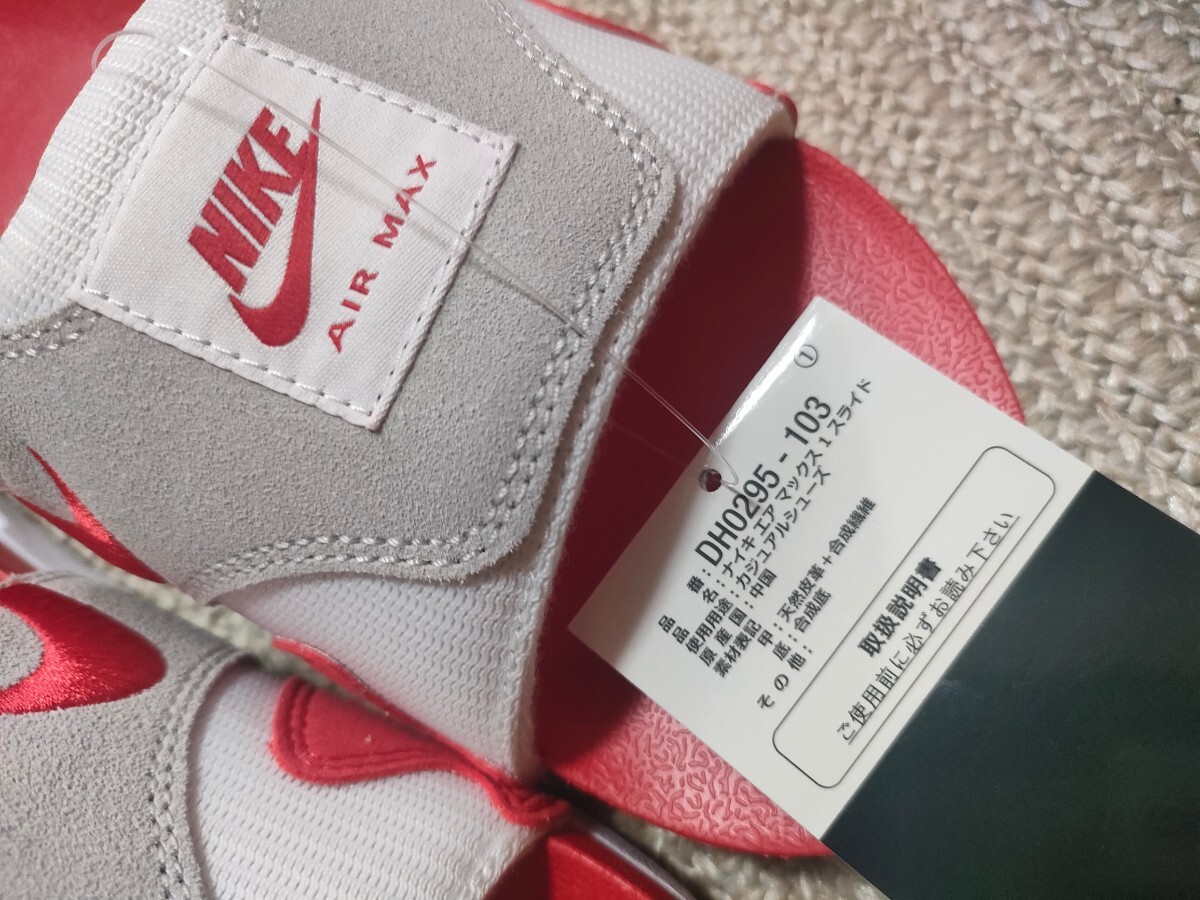 NIKE
AIR MAX
①
品番：DH0295 - 103
品名：ナイキ エア マックス 1 スライド
使用用途：カジュアルシューズ
原産国：中国
素材表記 甲：天然皮革＋合成繊維
底：合成底
その他：
取扱説明書
ご使用前に必ずお読み下さい